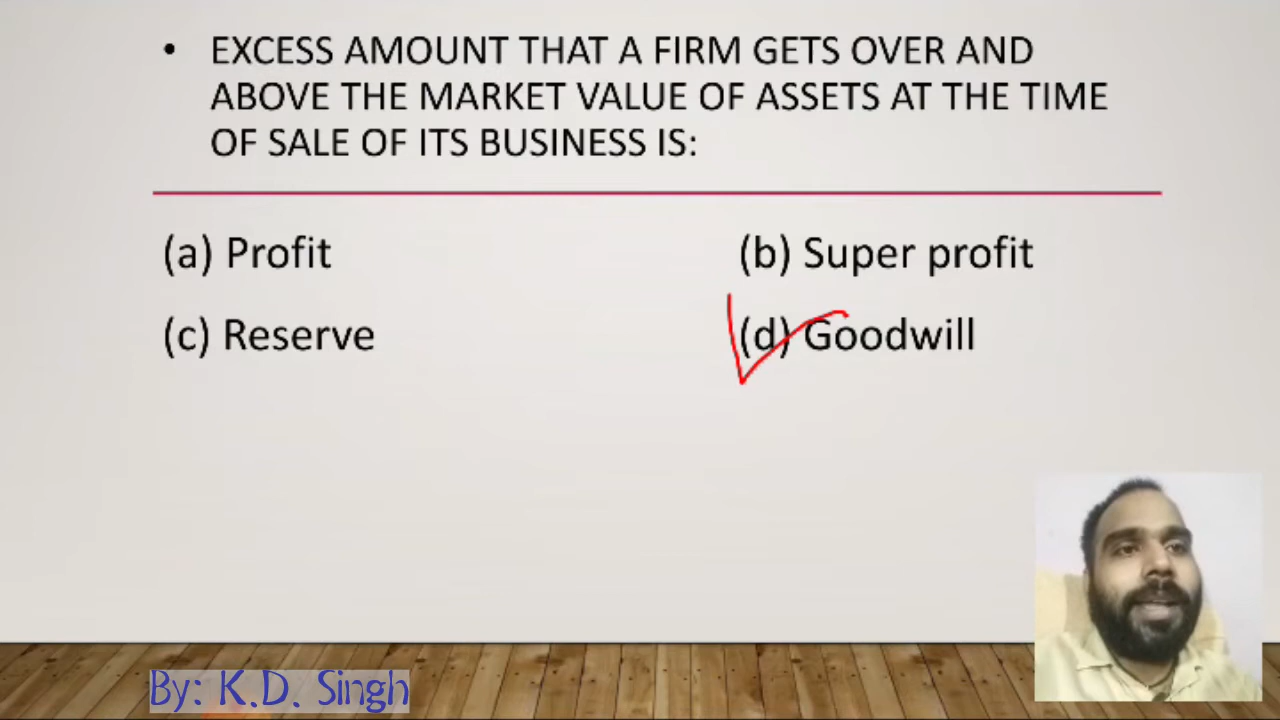 • EXCESS AMOUNT THAT A FIRM GETS OVER AND
ABOVE THE MARKET VALUE OF ASSETS AT THE TIME
OF SALE OF ITS BUSINESS IS:
(a) Profit
(b) Super profit
(c) Reserve
(d) Goodwill
By: K.D. Singh